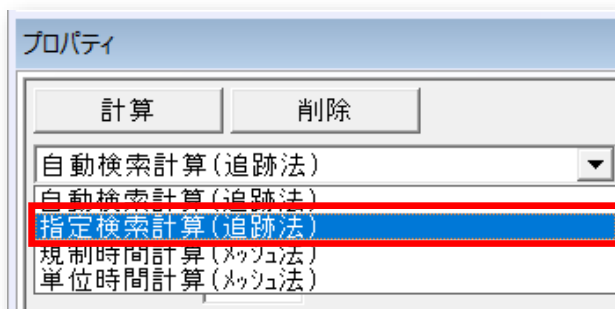 プロパティ
計算
削除
自動検索計算(追跡法)
自動検索計算(追跡法)
指定検索計算(追跡法)
規制時間計算(ﾒｯｼｭ法)
単位時間計算(ﾒｯｼｭ法)